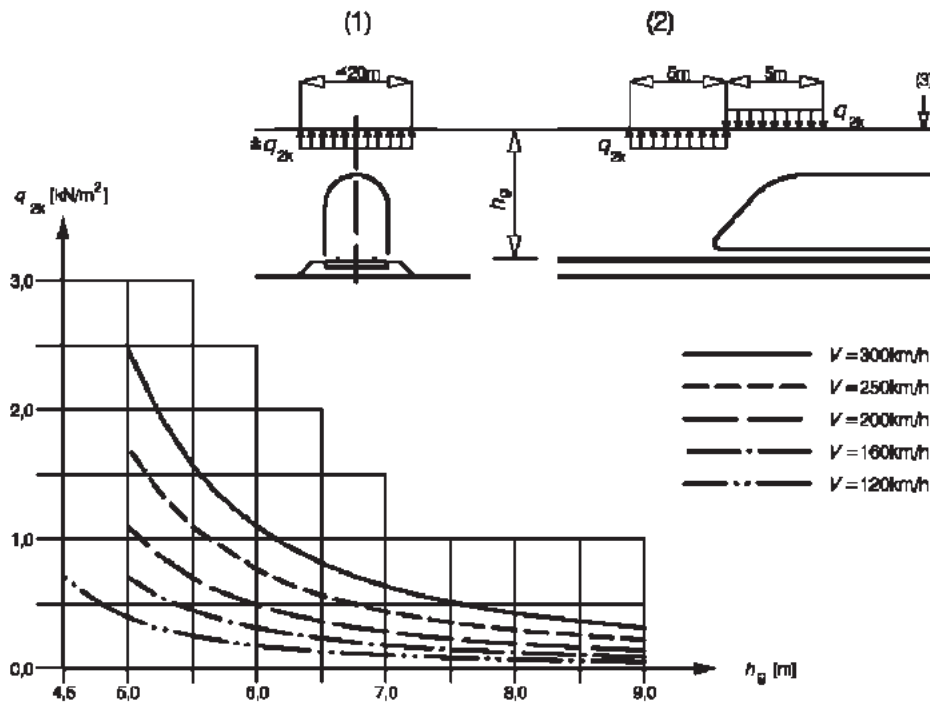 (1)
(2)
≤20m
5m
5m
(3)
±q2k
q2k
q2k
hg
q2k [kN/m²]
3,0
2,0
1,0
0,0
4,5
5,0
6,0
7,0
8,0
9,0
hg [m]
V=300km/h
V=250km/h
V=200km/h
V=160km/h
V=120km/h